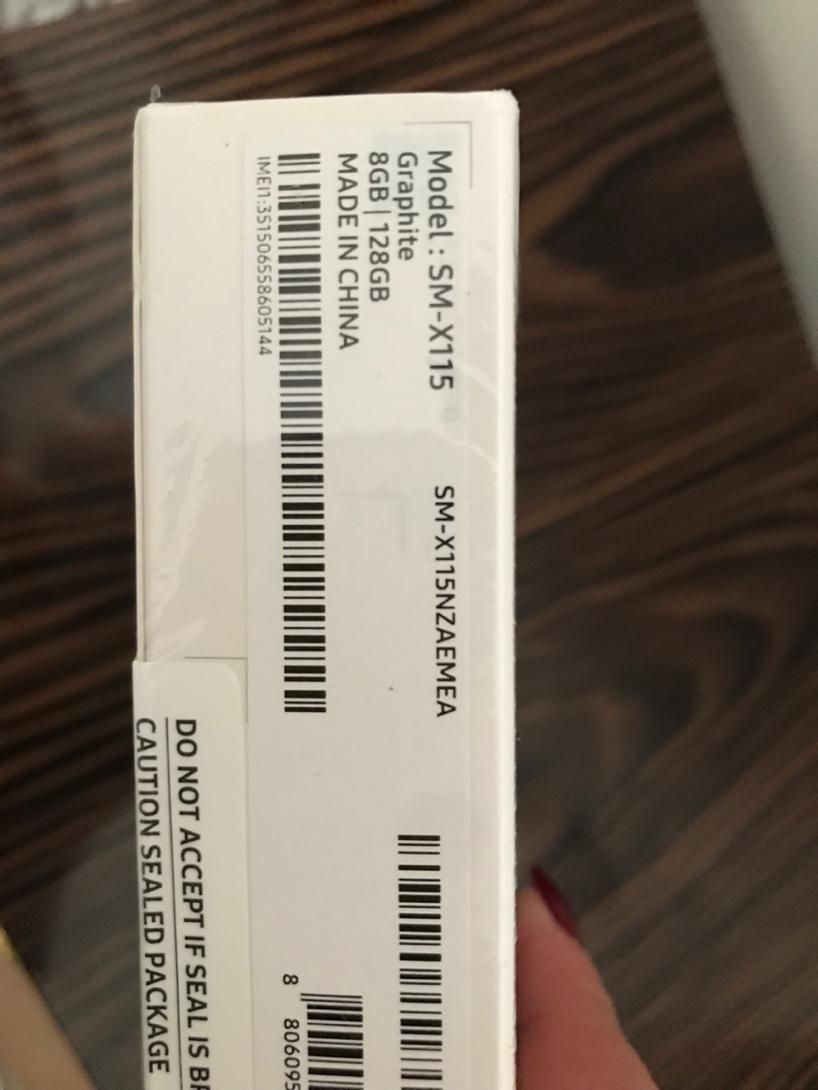 Model : SM-X115
SM-X115NZAEMEA
Graphite
8GB | 128GB
MADE IN CHINA
IMEI1:351506558605144
8 806095
DO NOT ACCEPT IF SEAL IS
CAUTION SEALED PACKAGE